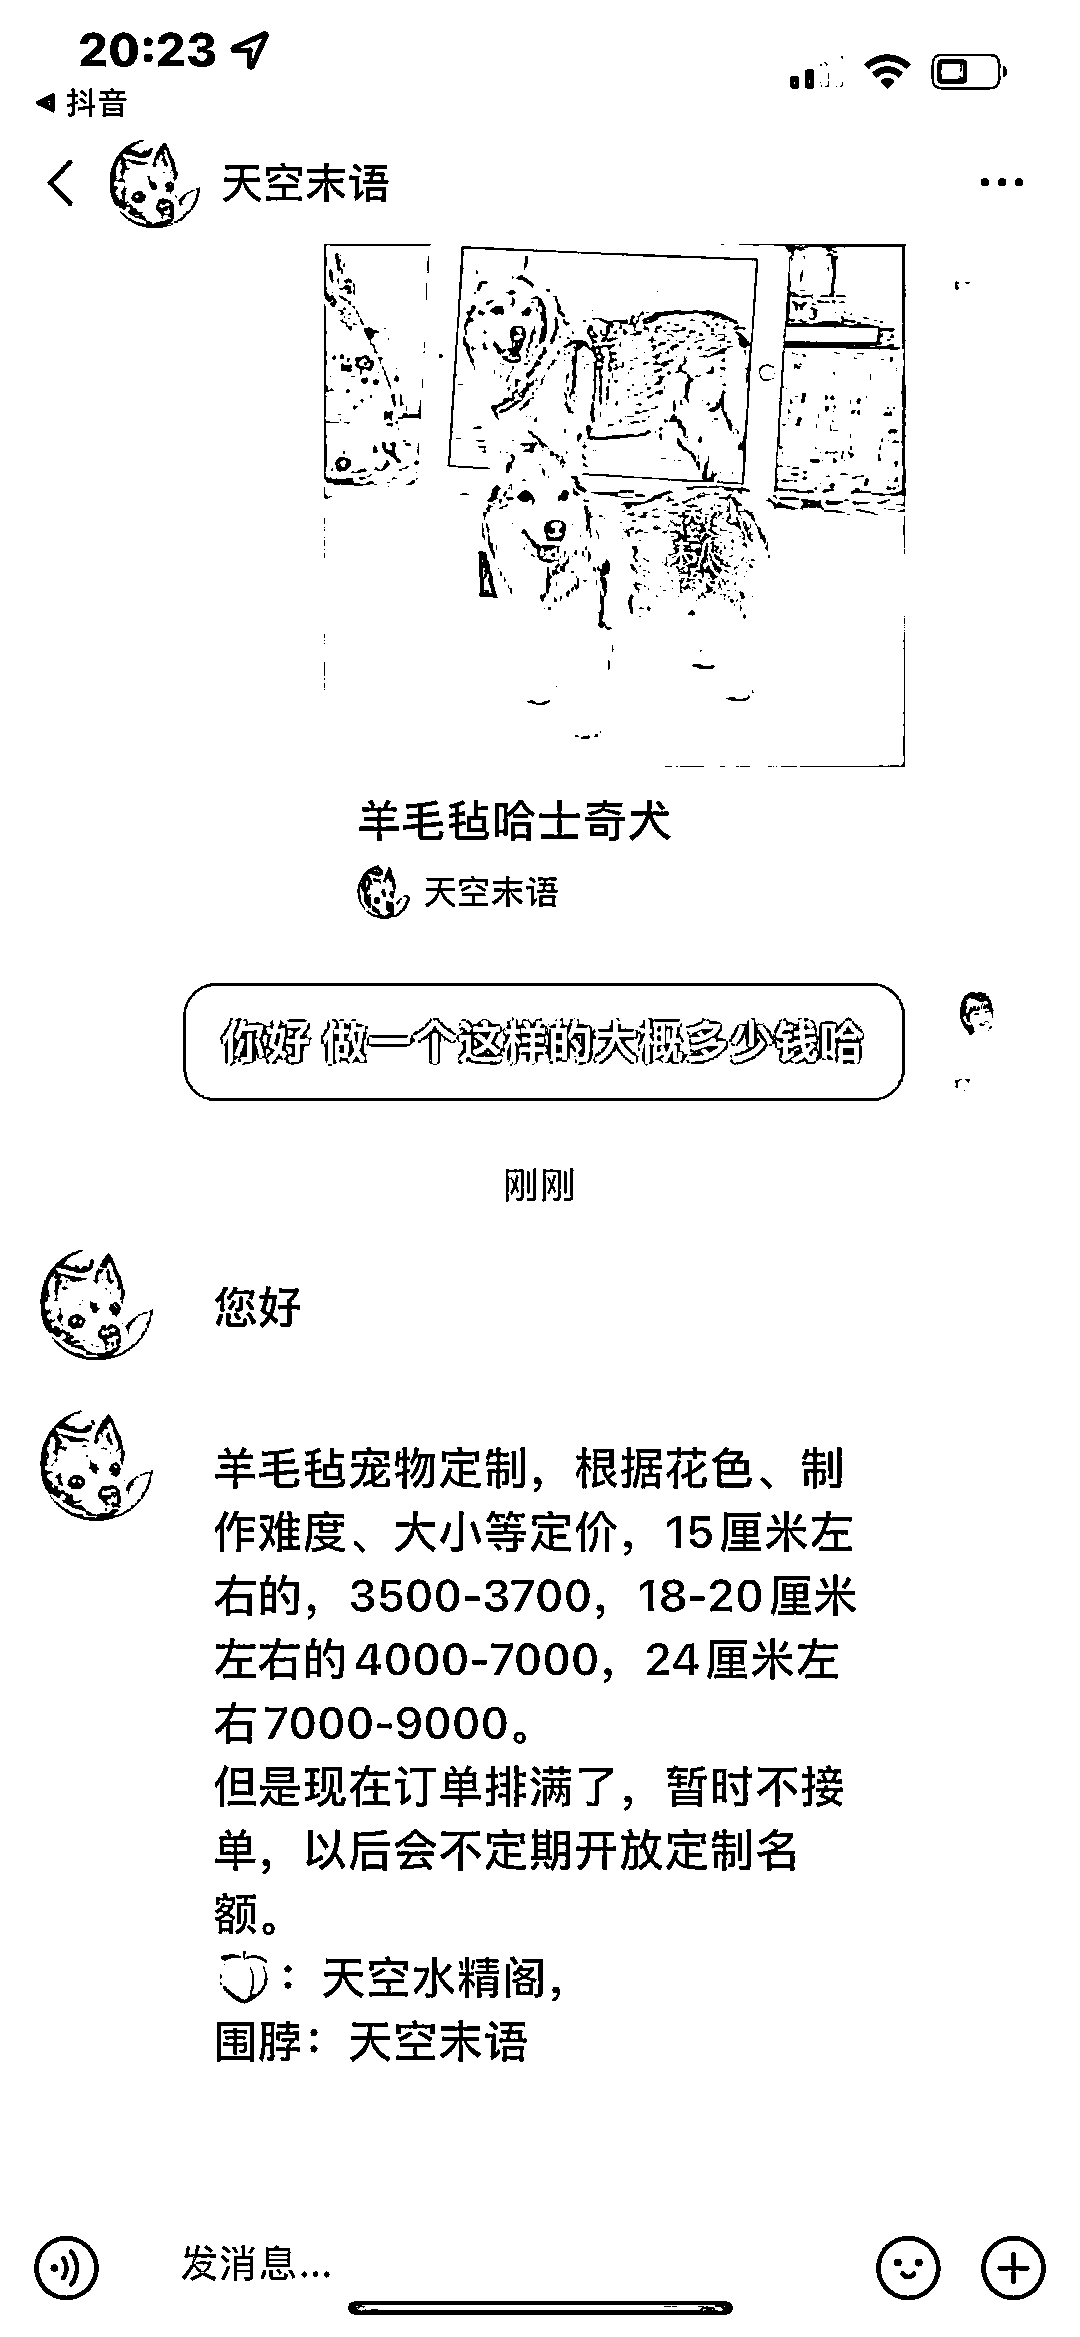 20:23
抖音
天空末语
羊毛毡哈士奇犬
天空末语
你好 做一个这样的大概多少钱哈
刚刚
您好
羊毛毡宠物定制，根据花色、制
作难度、大小等定价，15厘米左
右的，3500-3700，18-20厘米
左右的4000-7000，24厘米左
右7000-9000。
但是现在订单排满了，暂时不接
单，以后会不定期开放定制名
额。
🍑：天空水精阁，
围脖：天空末语
发消息...